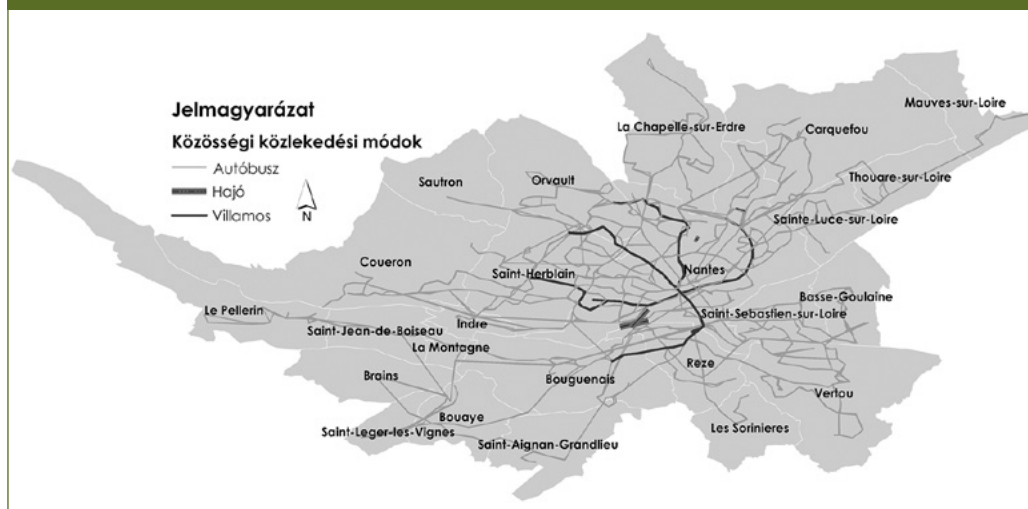 Jelmagyarázat
Közösségi közlekedési módok
Autóbusz
Hajó
Villamos
N
Mauves-sur-Loire
La Chapelle-sur-Erdre
Carquefou
Thouare-sur-Loire
Sautron
Orvault
Sainte-Luce-sur-Loire
Coueron
Saint-Herblain
Nantes
Basse-Goulaine
Le Pellerin
Saint-Sebastien-sur-Loire
Saint-Jean-de-Boiseau
Indre
La Montagne
Reze
Brains
Bouguenais
Vertou
Bouaye
Les Sorinieres
Saint-Leger-les-Vignes
Saint-Aignan-Grandlieu